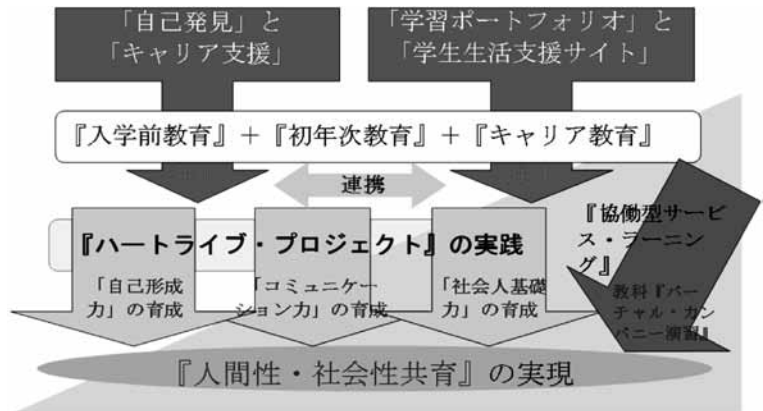 「自己発見」と
「キャリア支援」
「学習ポートフォリオ」と
「学生生活支援サイト」
『入学前教育』＋『初年次教育』＋『キャリア教育』
連携
『ハートライブ・プロジェクト』の実践
「自己形成
力」の育成
「コミュニケー
ション力」の育成
「社会人基礎
力」の育成
『協働型サービ
ス・ラーニン
グ』
教科『バー
チャル・カン
パニー演習』
『人間性・社会性共育』の実現